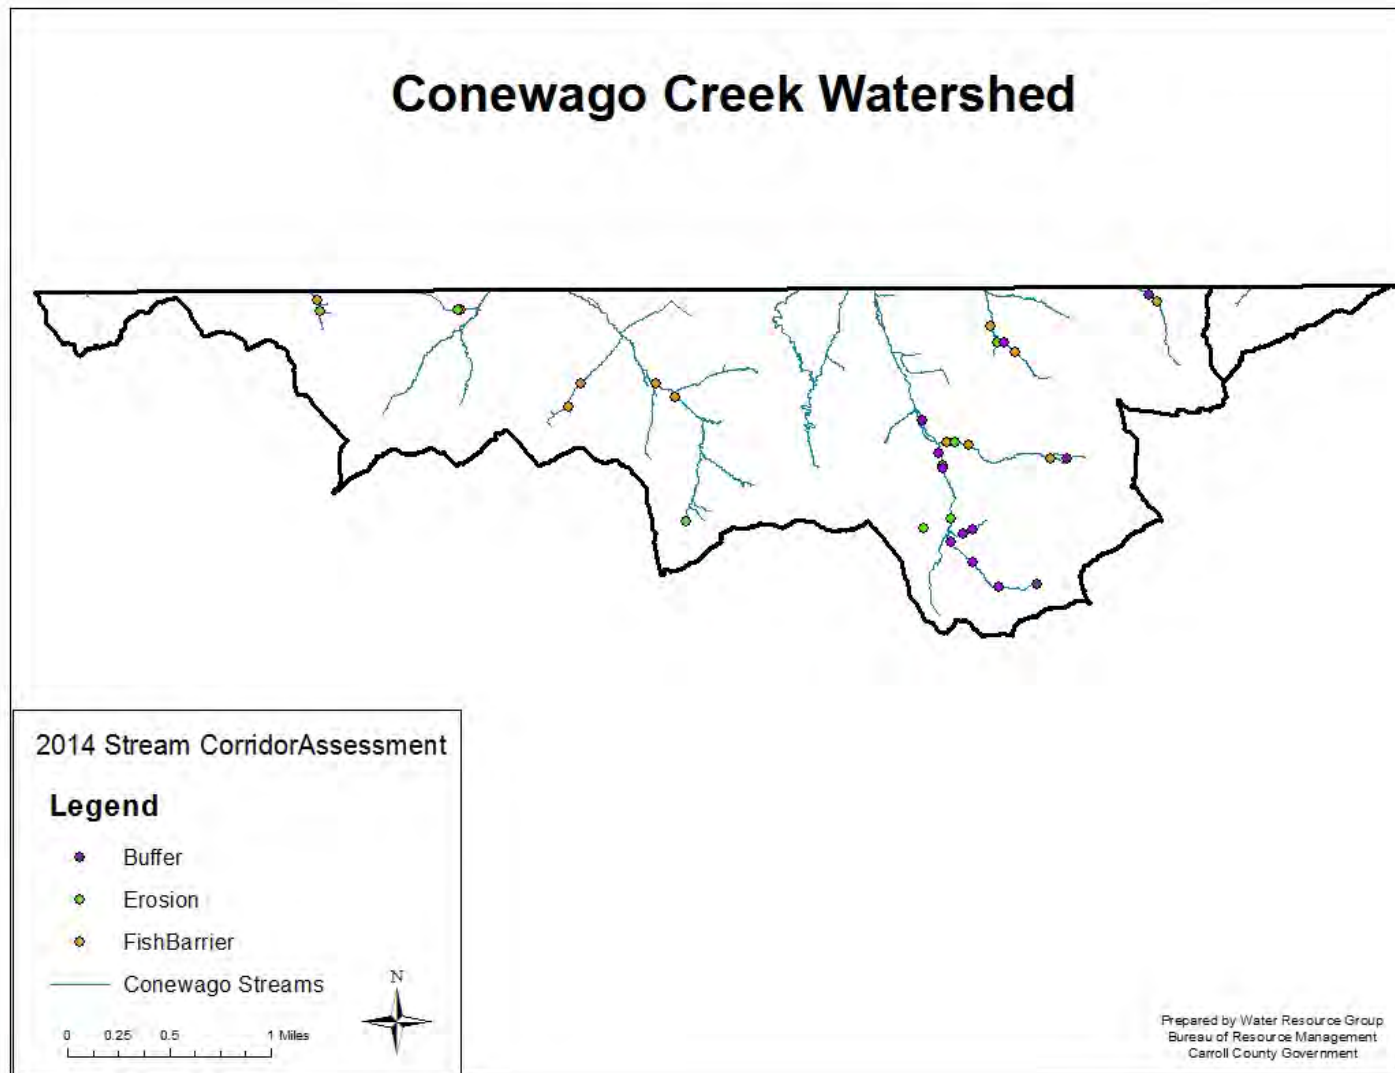 Conewago Creek Watershed
2014 Stream CorridorAssessment
Legend
Buffer
Erosion
FishBarrier
Conewago Streams
N
0 0.25 0.5 1 Miles
Prepared by Water Resource Group
Bureau of Resource Management
Carroll County Government